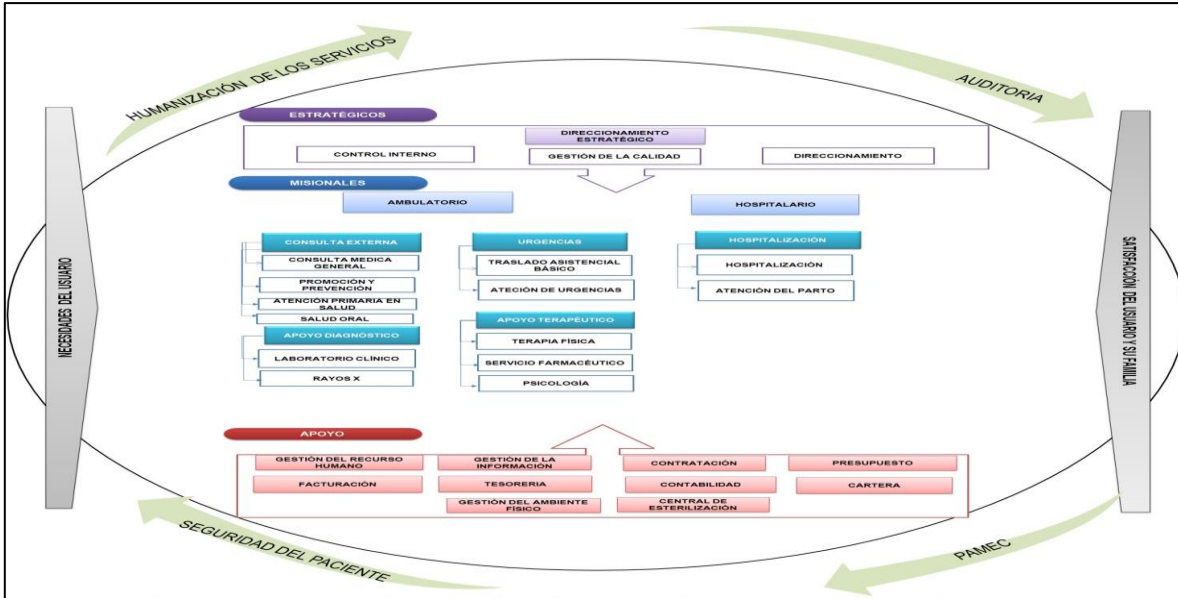 HUMANIZACIÓN DE LOS SERVICIOS
AUDITORIA
NECESIDADES DEL USUARIO
SATISFACCIÓN DEL USUARIO Y SU FAMILIA
ESTRATÉGICOS
DIRECCIONAMIENTO
ESTRATÉGICO
CONTROL INTERNO
GESTIÓN DE LA CALIDAD
DIRECCIONAMIENTO
MISIONALES
AMBULATORIO
HOSPITALARIO
CONSULTA EXTERNA
CONSULTA MEDICA
GENERAL
PROMOCIÓN Y
PREVENCIÓN
ATENCIÓN PRIMARIA EN
SALUD
SALUD ORAL
APOYO DIAGNÓSTICO
LABORATORIO CLÍNICO
RAYOS X
URGENCIAS
TRASLADO ASISTENCIAL
BÁSICO
ATECIÓN DE URGENCIAS
APOYO TERAPÉUTICO
TERAPIA FÍSICA
SERVICIO FARMACÉUTICO
PSICOLOGÍA
HOSPITALIZACIÓN
HOSPITALIZACIÓN
ATENCIÓN DEL PARTO
APOYO
GESTIÓN DEL RECURSO
HUMANO
GESTIÓN DE LA
INFORMACIÓN
CONTRATACIÓN
PRESUPUESTO
FACTURACIÓN
TESORERIA
CONTABILIDAD
CARTERA
GESTIÓN DEL AMBIENTE
FÍSICO
CENTRAL DE
ESTERILIZACIÓN
SEGURIDAD DEL PACIENTE
PAMEC